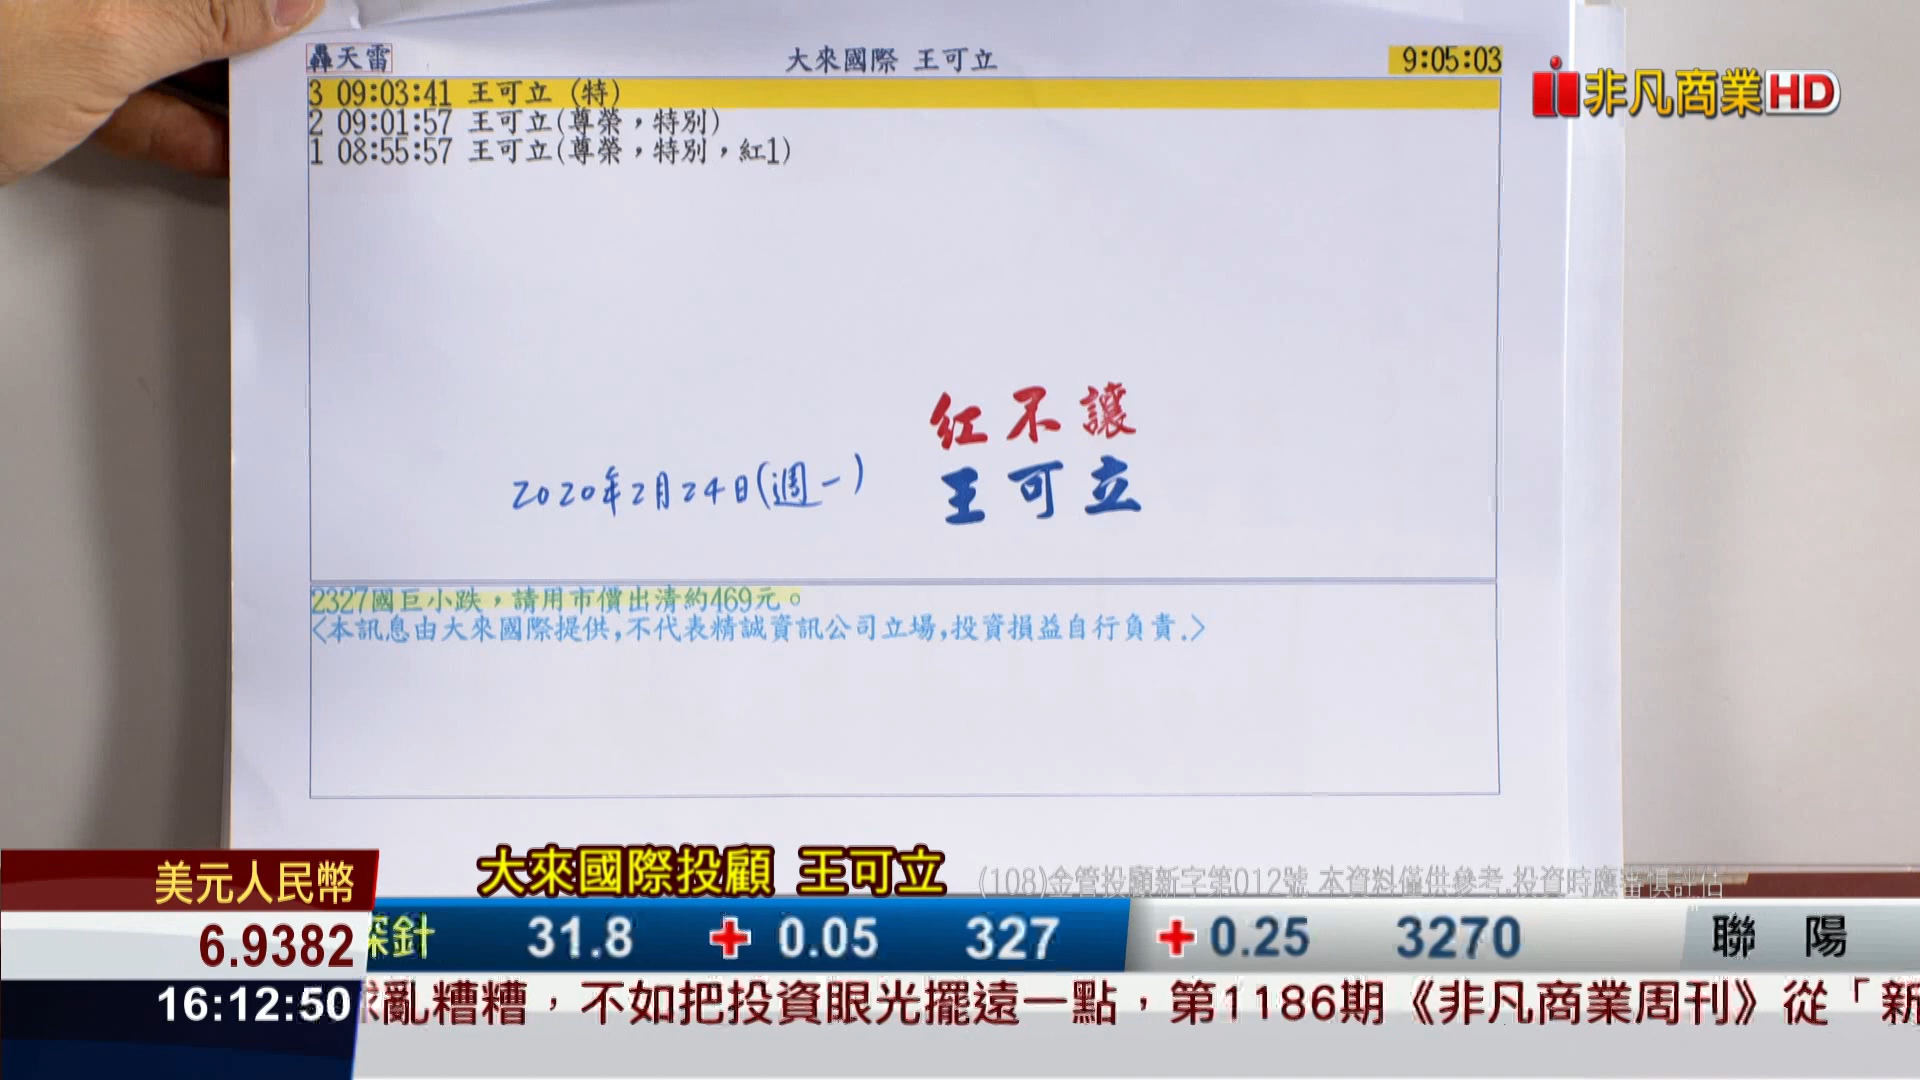 轟天雷 大來國際 王可立 9:05:03
非凡商業HD
3 09:03:41 王可立 (特)
2 09:01:57 王可立(尊榮，特別)
1 08:55:57 王可立(尊榮，特別，紅1)
紅不讓
2020年2月24日(週一) 王可立
2327國巨小跌，請用市價出清約469元。
<本訊息由大來國際提供,不代表精誠資訊公司立場,投資損益自行負責.>
大來國際投顧 王可立
(108)金管投顧新字第012號 本資料僅供參考,投資時應審慎評估
美元人民幣
6.9382
探針 31.8 + 0.05 327 + 0.25 3270 聯陽
16:12:50
亂糟糟，不如把投資眼光擺遠一點，第1186期《非凡商業周刊》從「新